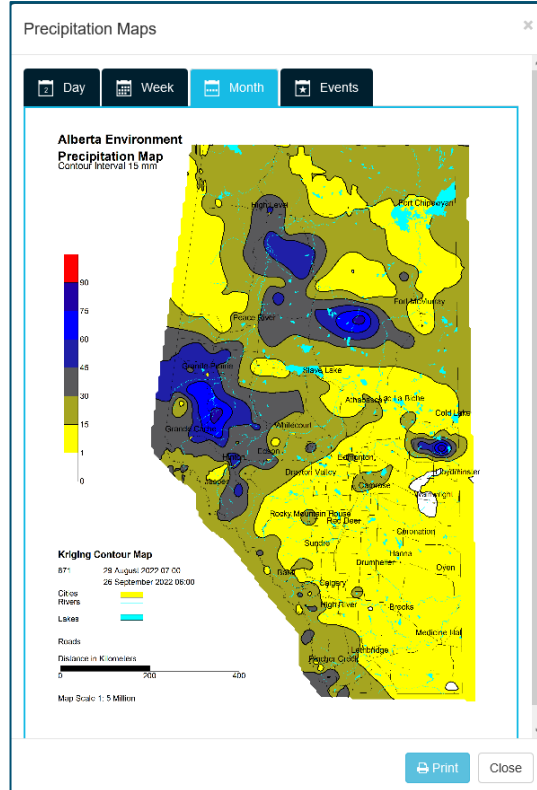 Precipitation Maps
×
2 Day
Week
Month
Events
Alberta Environment
Precipitation Map
Contour Interval 15 mm
High Level
Fort Chipewyan
90
75
60
45
30
15
1
0
Fort McMurray
Peace River
Grande Prairie
Slave Lake
Athabasca
Lac La Biche
Cold Lake
Grande Cache
Whitecourt
Edson
Hinton
Edmonton
Lloydminster
Drayton Valley
Jasper
Camrose
Wainwright
Rocky Mountain House
Red Deer
Coronation
Sundre
Hanna
Drumheller
Oyen
Banff
Calgary
High River
Brooks
Medicine Hat
Lethbridge
Pincher Creek
Kriging Contour Map
871 29 August 2022 07:00
26 September 2022 06:00
Cities
Rivers
Lakes
Roads
Distance in Kilometers
0 200 400
Map Scale 1: 5 Million
Print
Close